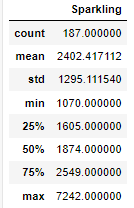 Sparkling
count 187.000000
mean 2402.417112
std 1295.111540
min 1070.000000
25% 1605.000000
50% 1874.000000
75% 2549.000000
max 7242.000000